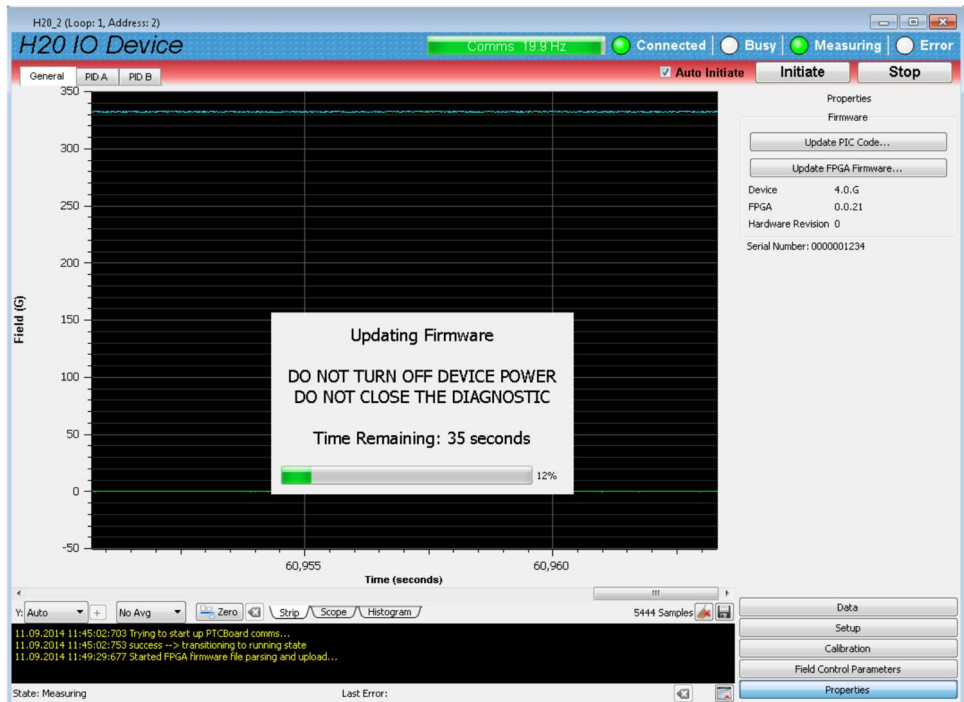 H20_2 (Loop: 1, Address: 2)
H20 IO Device
Comms 19.9 Hz
Connected
Busy
Measuring
Error
General
PID A
PID B
Auto Initiate
Initiate
Stop
350
300
250
200
150
100
50
0
-50
Field (G)
60,955
60,960
Time (seconds)
Updating Firmware
DO NOT TURN OFF DEVICE POWER
DO NOT CLOSE THE DIAGNOSTIC
Time Remaining: 35 seconds
12%
Properties
Firmware
Update PIC Code...
Update FPGA Firmware...
Device 4.0.G
FPGA 0.0.21
Hardware Revision 0
Serial Number: 0000001234
Y: Auto
+
No Avg
Zero
Strip
Scope
Histogram
5444 Samples
11.09.2014 11:45:02:703 Trying to start up PTCBoard comms...
11.09.2014 11:45:02:753 success --> transitioning to running state
11.09.2014 11:49:29:677 Started FPGA firmware file parsing and upload...
Data
Setup
Calibration
Field Control Parameters
Properties
State: Measuring
Last Error: